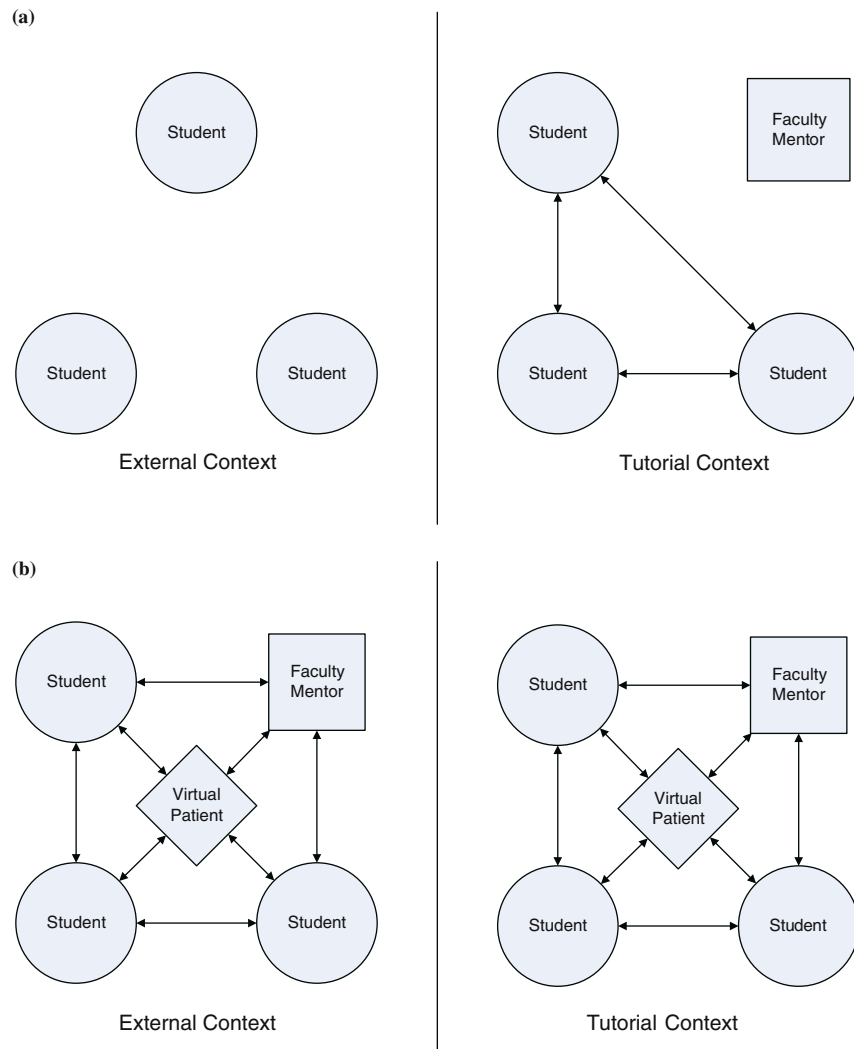 (a)
Student
Student
Student
External Context
Student
Faculty
Mentor
Student
Student
Tutorial Context
(b)
Student
Faculty
Mentor
Virtual
Patient
Student
Student
External Context
Student
Faculty
Mentor
Virtual
Patient
Student
Student
Tutorial Context